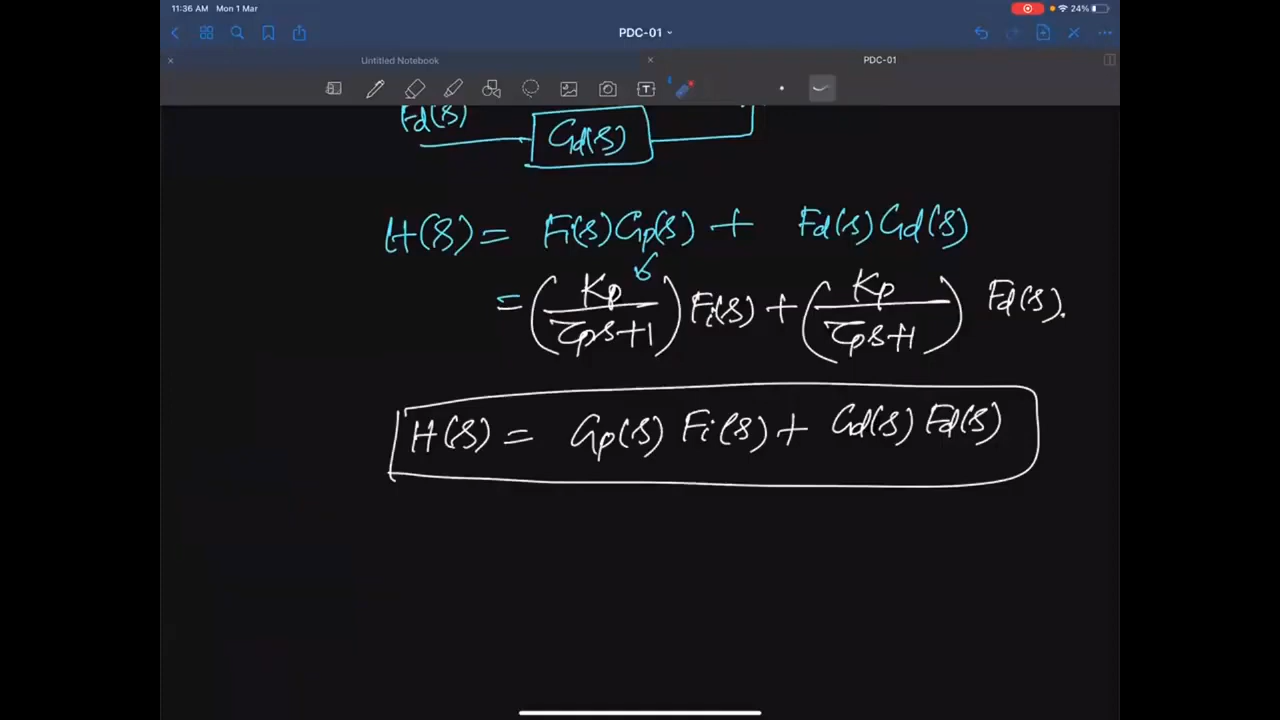 11:36 AM Mon 1 Mar 24%
PDC-01
Untitled Notebook PDC-01
Fd(s)
Gd(s)
H(s) = Fi(s)Gp(s) + Fd(s)Gd(s)
= (Kp / τps+1) Fi(s) + (Kp / τps+1) Fd(s).
H(s) = Gp(s) Fi(s) + Gd(s) Fd(s)